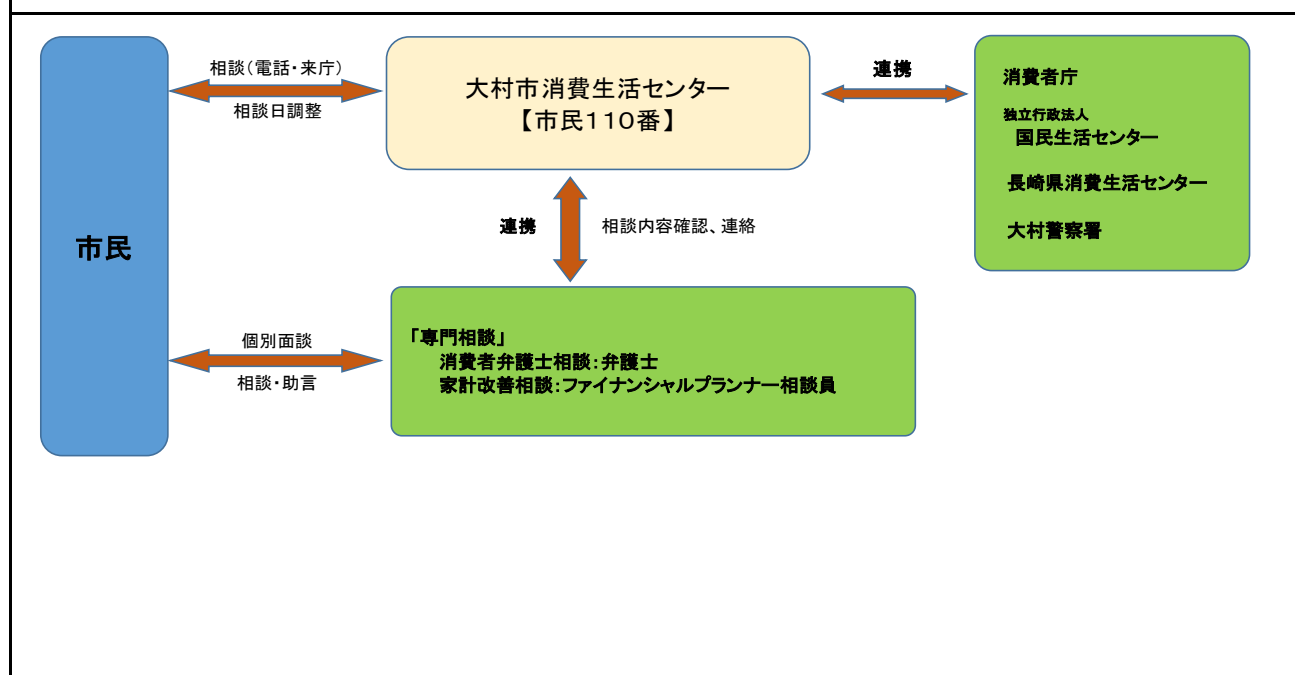 市民
相談(電話・来庁)
相談日調整
大村市消費生活センター
【市民110番】
連携
消費者庁
独立行政法人
国民生活センター
長崎県消費生活センター
大村警察署
連携
相談内容確認、連絡
個別面談
相談・助言
「専門相談」
消費者弁護士相談:弁護士
家計改善相談:ファイナンシャルプランナー相談員